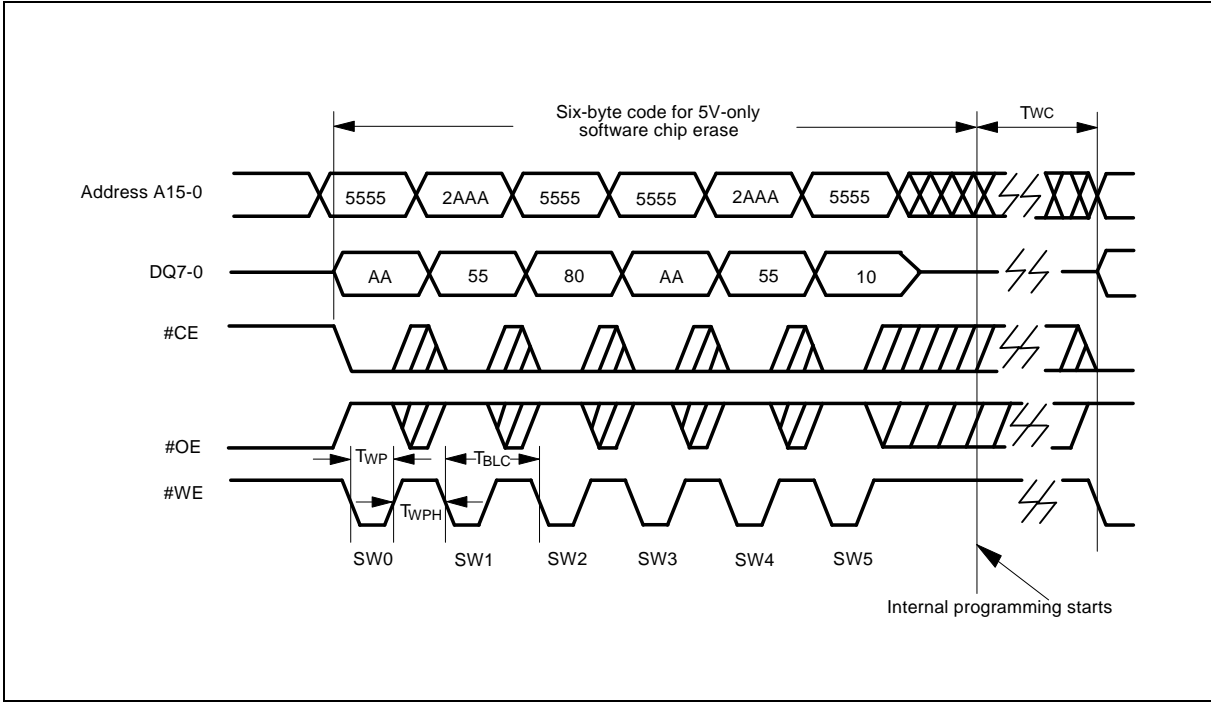 Six-byte code for 5V-only
software chip erase
TWC
Address A15-0
5555
2AAA
5555
5555
2AAA
5555
DQ7-0
AA
55
80
AA
55
10
#CE
#OE
TWP
TBLC
#WE
TWPH
SW0
SW1
SW2
SW3
SW4
SW5
Internal programming starts